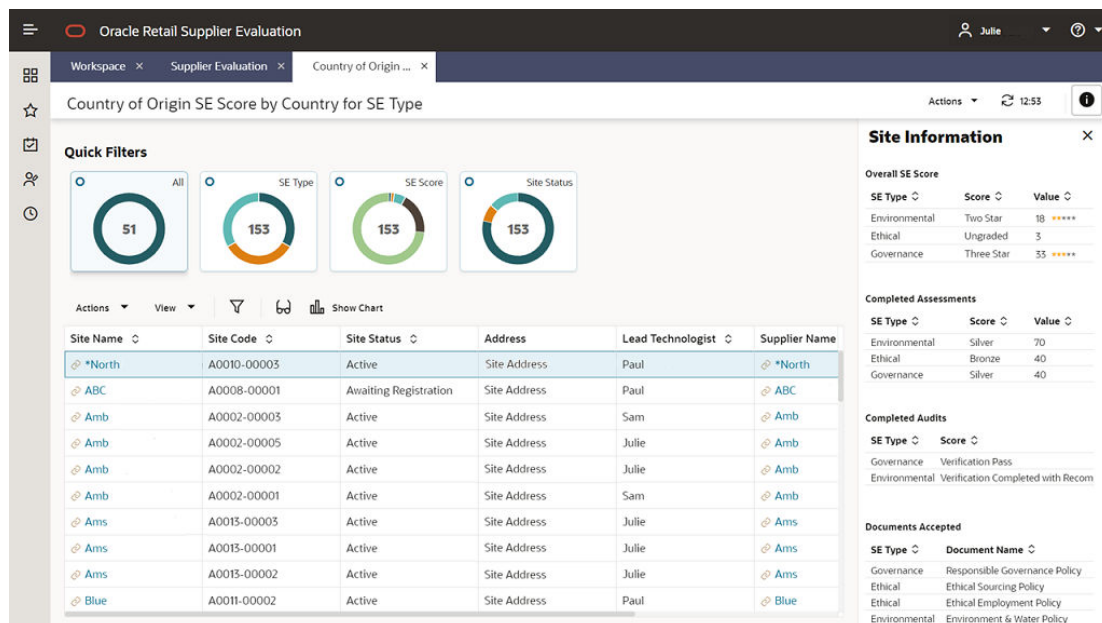 Oracle Retail Supplier Evaluation
Julie
Workspace ×
Supplier Evaluation ×
Country of Origin ... ×
Country of Origin SE Score by Country for SE Type
Actions
12:53
Quick Filters
All
51
SE Type
153
SE Score
153
Site Status
153
Actions View Show Chart
Site Name Site Code Site Status Address Lead Technologist Supplier Name
*North A0010-00003 Active Site Address Paul *North
ABC A0008-00001 Awaiting Registration Site Address Paul ABC
Amb A0002-00003 Active Site Address Sam Amb
Amb A0002-00005 Active Site Address Julie Amb
Amb A0002-00002 Active Site Address Julie Amb
Amb A0002-00001 Active Site Address Sam Amb
Ams A0013-00003 Active Site Address Julie Ams
Ams A0013-00001 Active Site Address Julie Ams
Ams A0013-00002 Active Site Address Julie Ams
Blue A0011-00002 Active Site Address Paul Blue
Site Information ×
Overall SE Score
SE Type Score Value
Environmental Two Star 18
Ethical Ungraded 3
Governance Three Star 33
Completed Assessments
SE Type Score Value
Environmental Silver 70
Ethical Bronze 40
Governance Silver 40
Completed Audits
SE Type Score
Governance Verification Pass
Environmental Verification Completed with Recom
Documents Accepted
SE Type Document Name
Governance Responsible Governance Policy
Ethical Ethical Sourcing Policy
Ethical Ethical Employment Policy
Environmental Environment & Water Policy